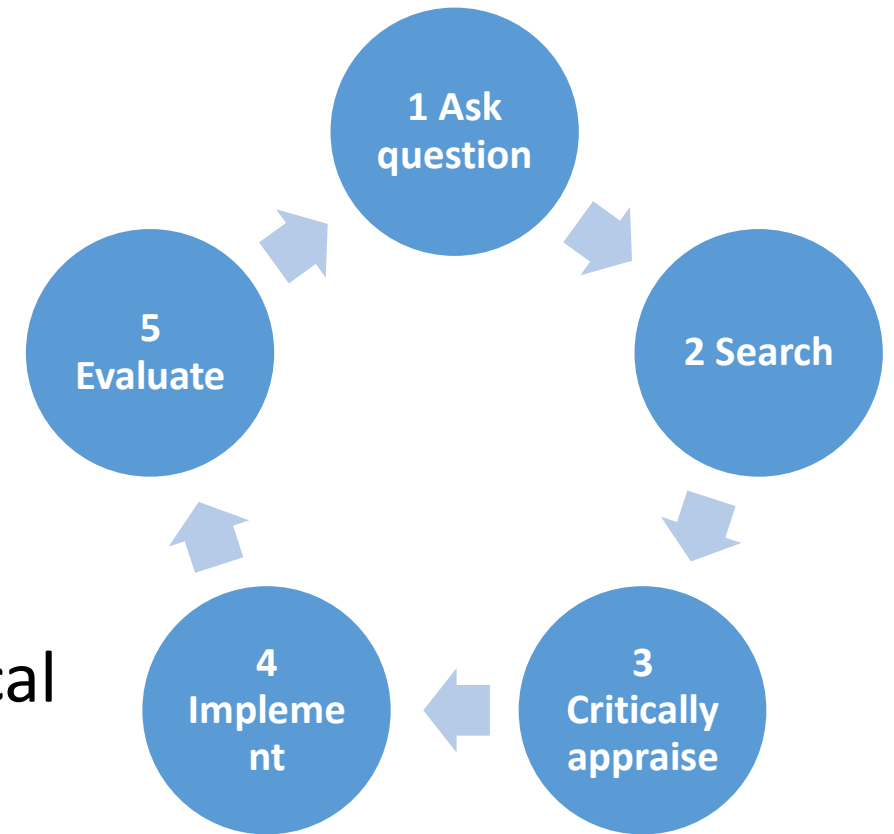 1 Ask
question
2 Search
3
Critically
appraise
4
Impleme
nt
5
Evaluate
cal